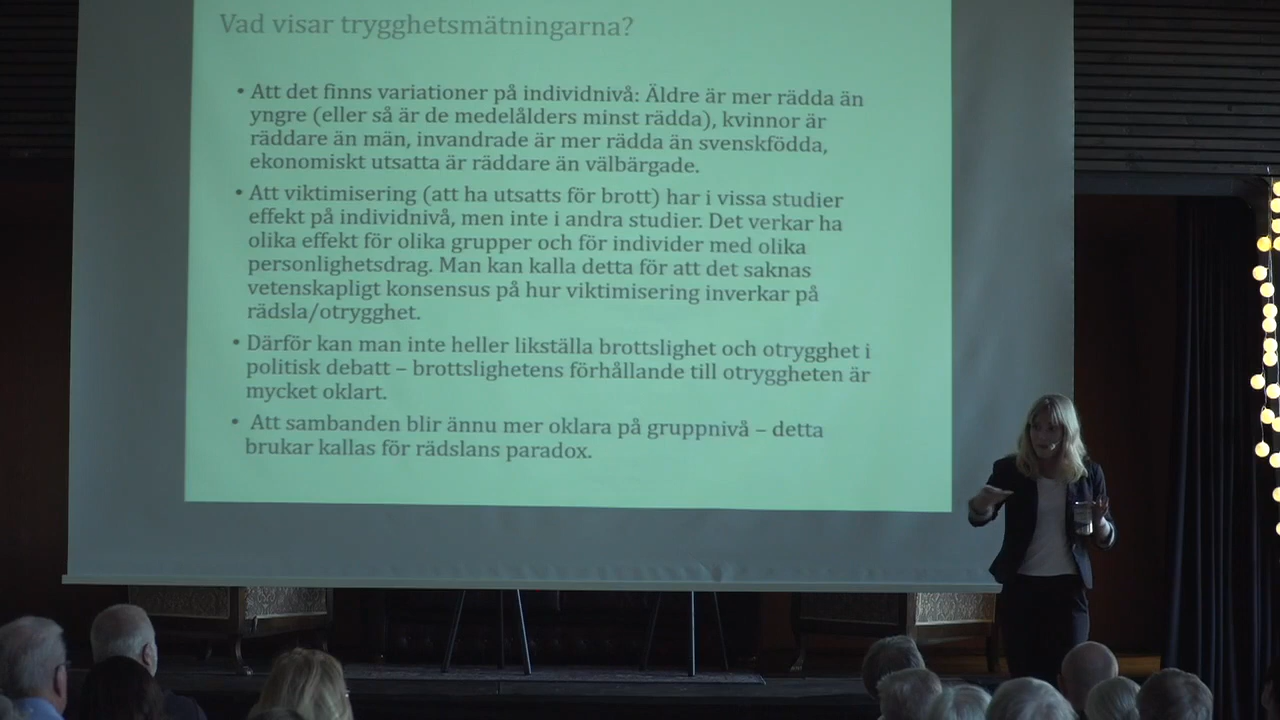 Vad visar trygghetsmätningarna?
• Att det finns variationer på individnivå: Äldre är mer rädda än
yngre (eller så är de medelålders minst rädda), kvinnor är
räddare än män, invandrade är mer rädda än svenskfödda,
ekonomiskt utsatta är räddare än välbärgade.
• Att viktimisering (att ha utsatts för brott) har i vissa studier
effekt på individnivå, men inte i andra studier. Det verkar ha
olika effekt för olika grupper och för individer med olika
personlighetsdrag. Man kan kalla detta för att det saknas
vetenskapligt konsensus på hur viktimisering inverkar på
rädsla/otrygghet.
• Därför kan man inte heller likställa brottslighet och otrygghet i
politisk debatt – brottslighetens förhållande till otryggheten är
mycket oklart.
• Att sambanden blir ännu mer oklara på gruppnivå – detta
brukar kallas för rädslans paradox.